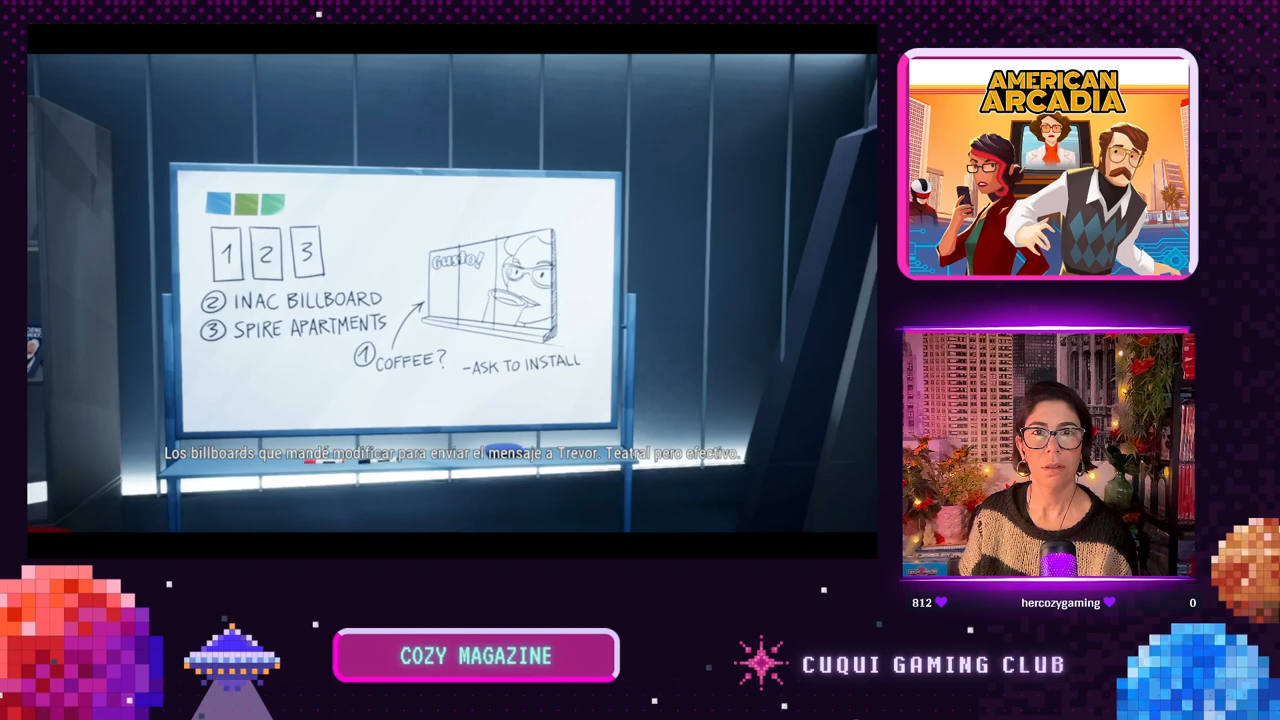 AMERICAN
ARCADIA
1 2 3
Gusto!
② INAC BILLBOARD
③ SPIRE APARTMENTS
① COFFEE?
-ASK TO INSTALL
Los billboards que mandé modificar para enviar el mensaje a Trevor. Teatral pero efectivo.
812
hercozygaming
0
COZY MAGAZINE
CUQUI GAMING CLUB